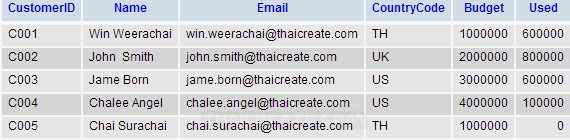 CustomerID Name Email CountryCode Budget Used
C001 Win Weerachai win.weerachai@thaicreate.com TH 1000000 600000
C002 John Smith john.smith@thaicreate.com UK 2000000 800000
C003 Jame Born jame.born@thaicreate.com US 3000000 600000
C004 Chalee Angel chalee.angel@thaicreate.com US 4000000 100000
C005 Chai Surachai chai.surachai@thaicreate.com TH 1000000 0